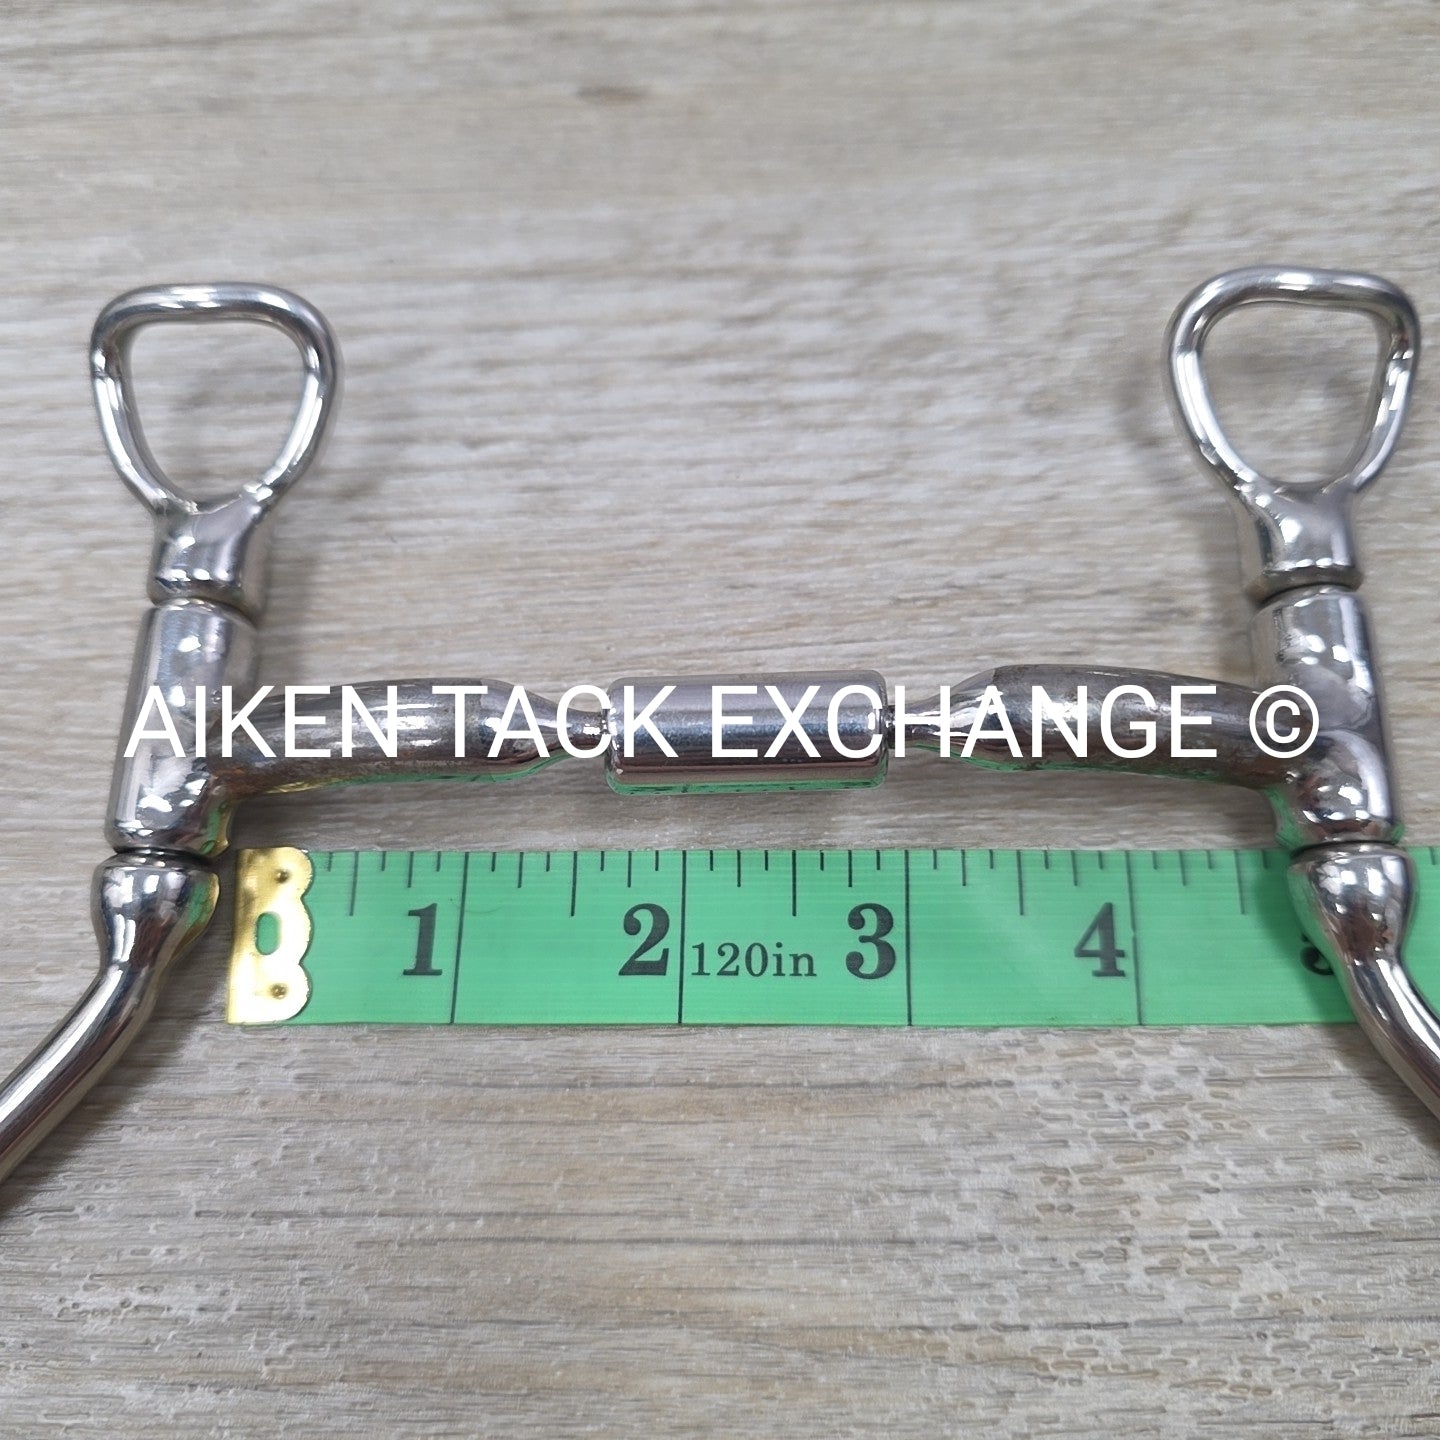 AIKEN TACK EXCHANGE ©
1 2 120in 3 4